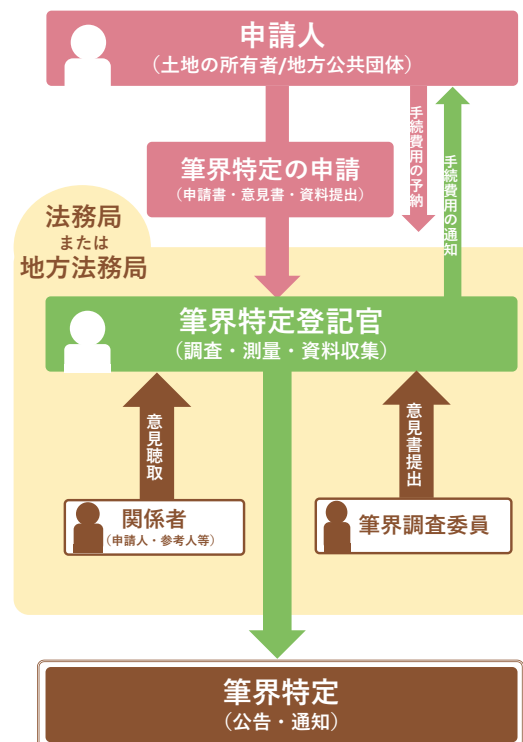 申請人
（土地の所有者/地方公共団体）
手続費用の予納
手続費用の通知
筆界特定の申請
（申請書・意見書・資料提出）
法務局
または
地方法務局
筆界特定登記官
（調査・測量・資料収集）
意見聴取
意見書提出
関係者
（申請人・参考人等）
筆界調査委員
筆界特定
（公告・通知）